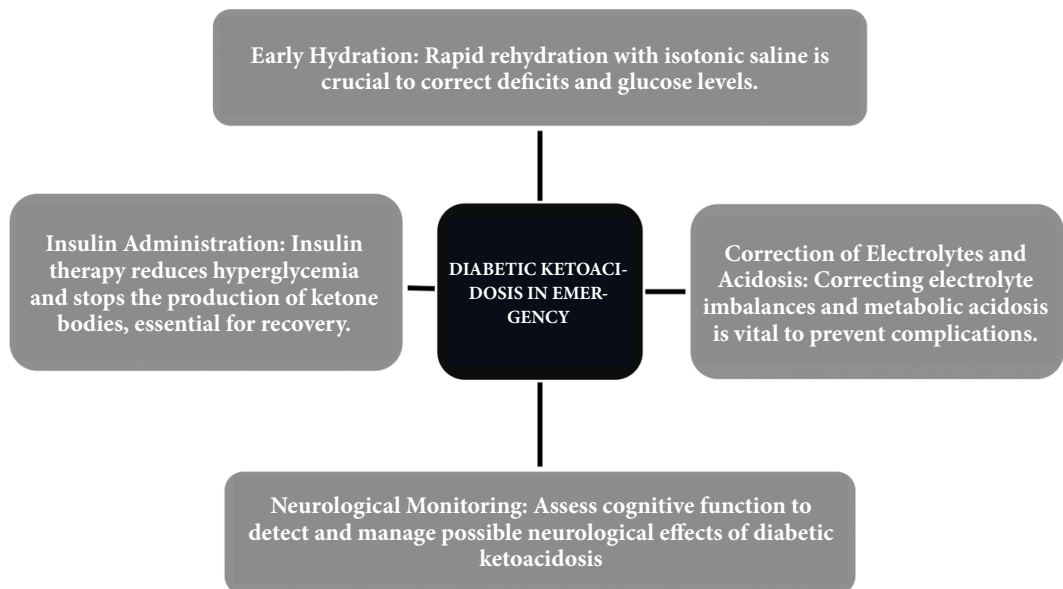 Early Hydration: Rapid rehydration with isotonic saline is
crucial to correct deficits and glucose levels.
Insulin Administration: Insulin
therapy reduces hyperglycemia
and stops the production of ketone
bodies, essential for recovery.
DIABETIC KETOACI-
DOSIS IN EMER-
GENCY
Correction of Electrolytes and
Acidosis: Correcting electrolyte
imbalances and metabolic acidosis
is vital to prevent complications.
Neurological Monitoring: Assess cognitive function to
detect and manage possible neurological effects of diabetic
ketoacidosis